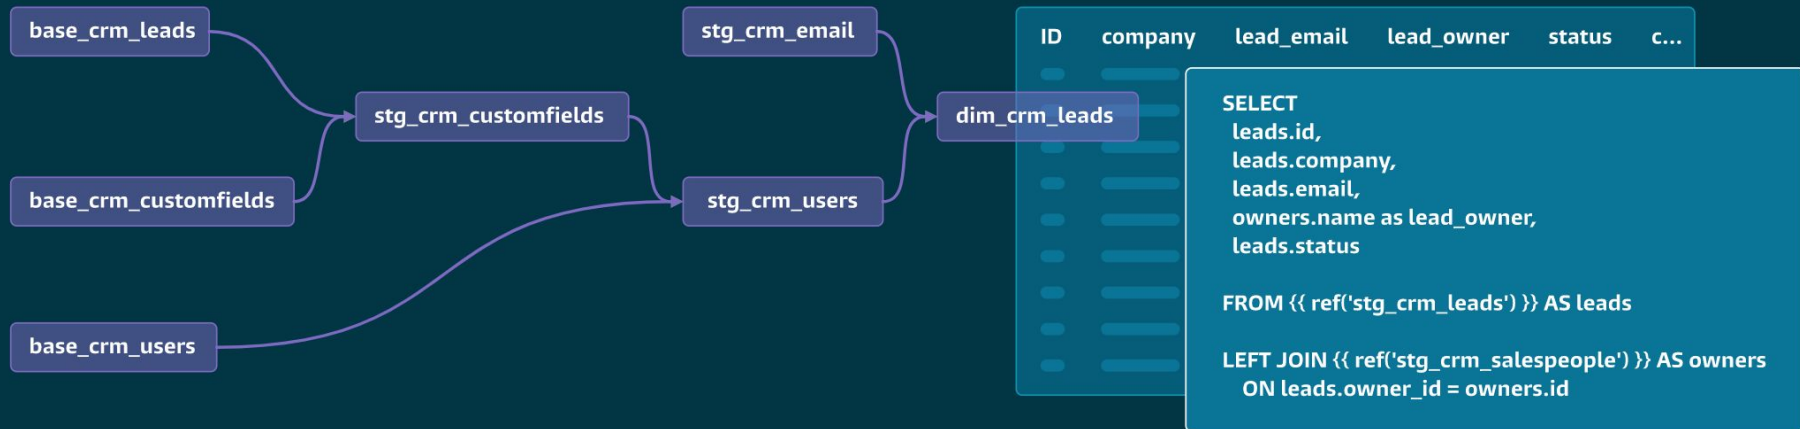 base_crm_leads
stg_crm_email
stg_crm_customfields
dim_crm_leads
base_crm_customfields
stg_crm_users
base_crm_users
ID company lead_email lead_owner status c...
SELECT
leads.id,
leads.company,
leads.email,
owners.name as lead_owner,
leads.status
FROM {{ ref('stg_crm_leads') }} AS leads
LEFT JOIN {{ ref('stg_crm_salespeople') }} AS owners
ON leads.owner_id = owners.id